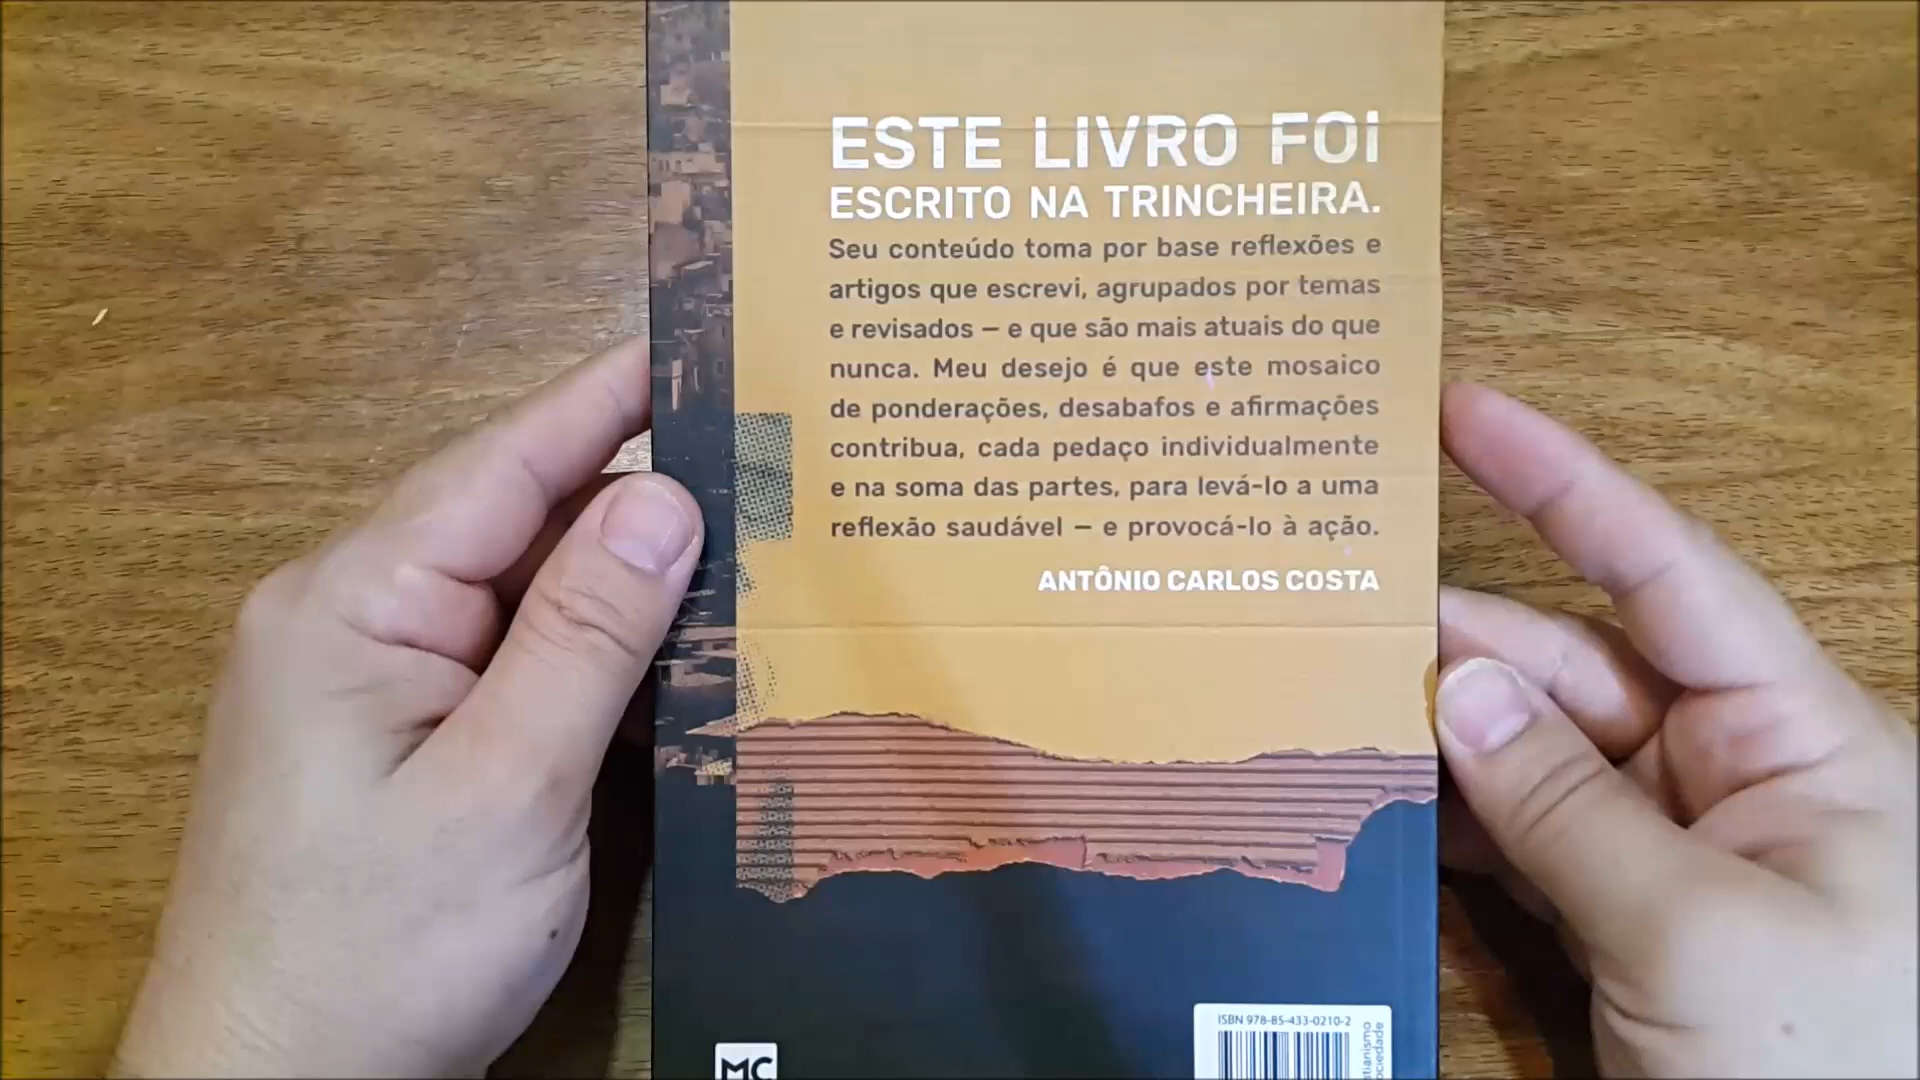 ESTE LIVRO FOI
ESCRITO NA TRINCHEIRA.
Seu conteúdo toma por base reflexões e
artigos que escrevi, agrupados por temas
e revisados – e que são mais atuais do que
nunca. Meu desejo é que este mosaico
de ponderações, desabafos e afirmações
contribua, cada pedaço individualmente
e na soma das partes, para levá-lo a uma
reflexão saudável – e provocá-lo à ação.
ANTÔNIO CARLOS COSTA
ISBN 978-85-433-0210-2
MC